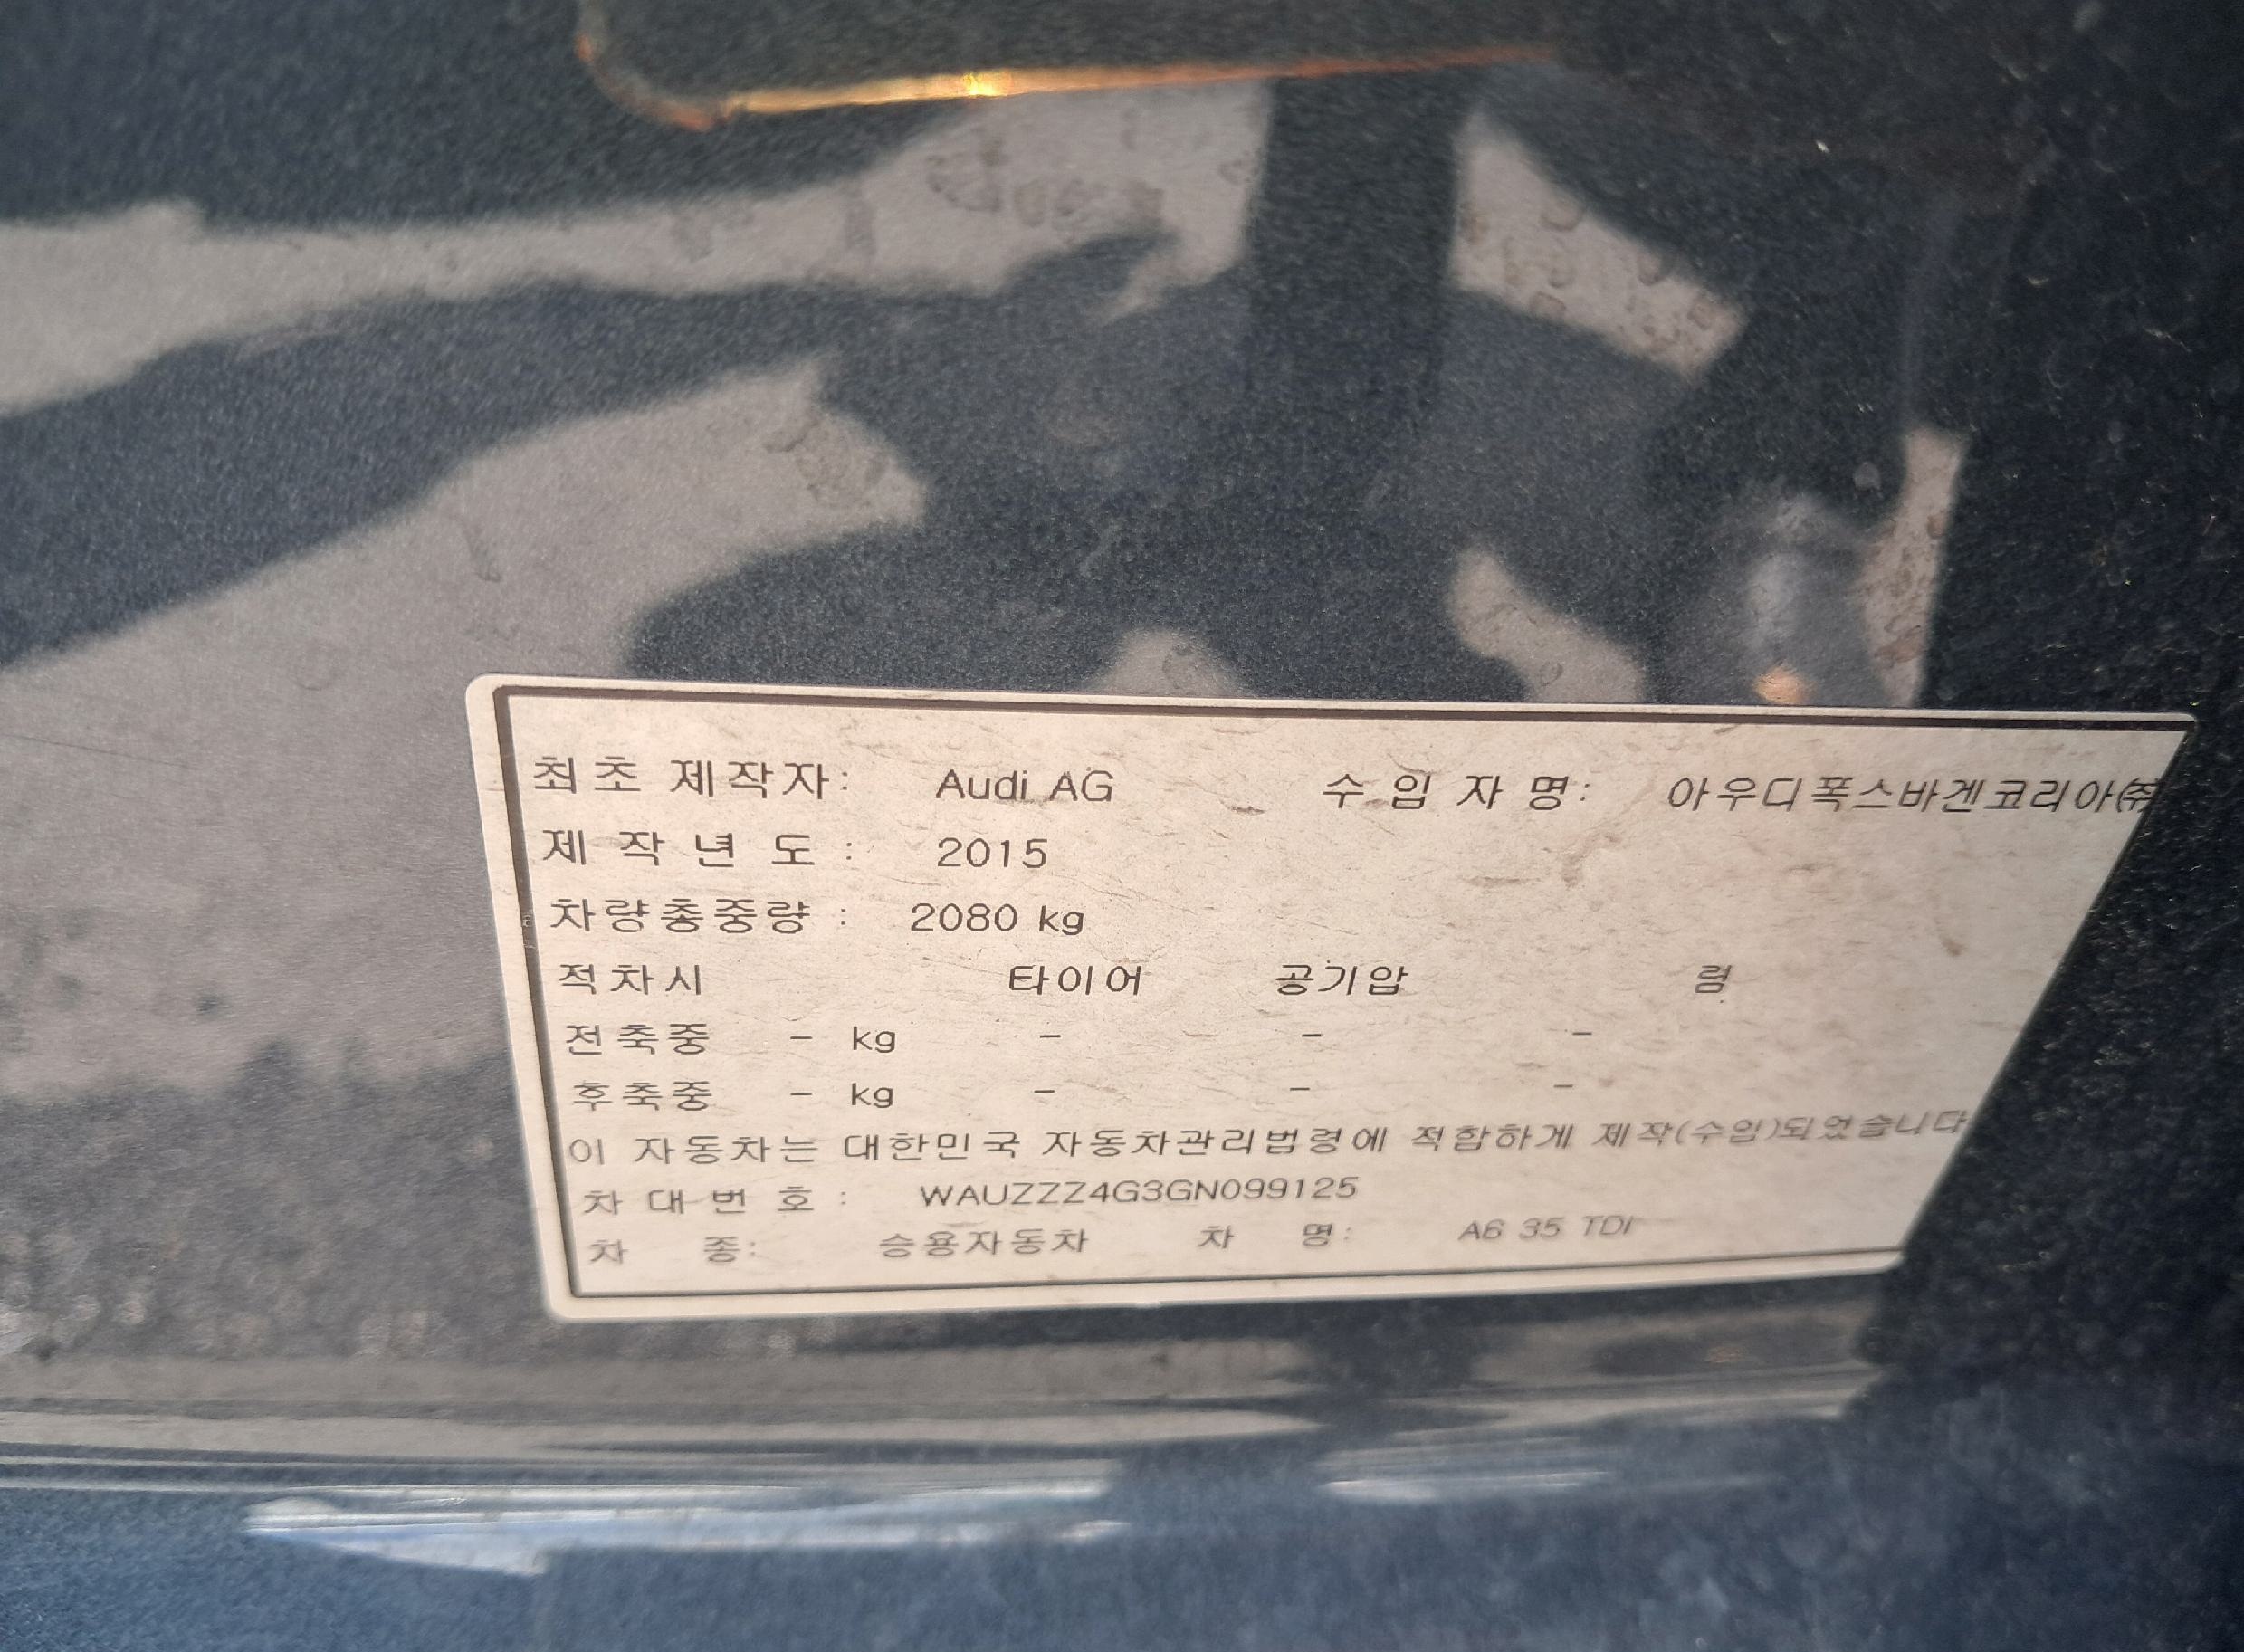 최초 제작자: Audi AG 수입자명: 아우디폭스바겐코리아㈜
제작년도 : 2015
차량총중량 : 2080 kg
적차시 타이어 공기압 림
전축중 - kg - - -
후축중 - kg - - -
이 자동차는 대한민국 자동차관리법령에 적합하게 제작(수입)되었습니다
차대번호 : WAUZZZ4G3GN099125
차 종: 승용자동차 차 명: A6 35 TDI